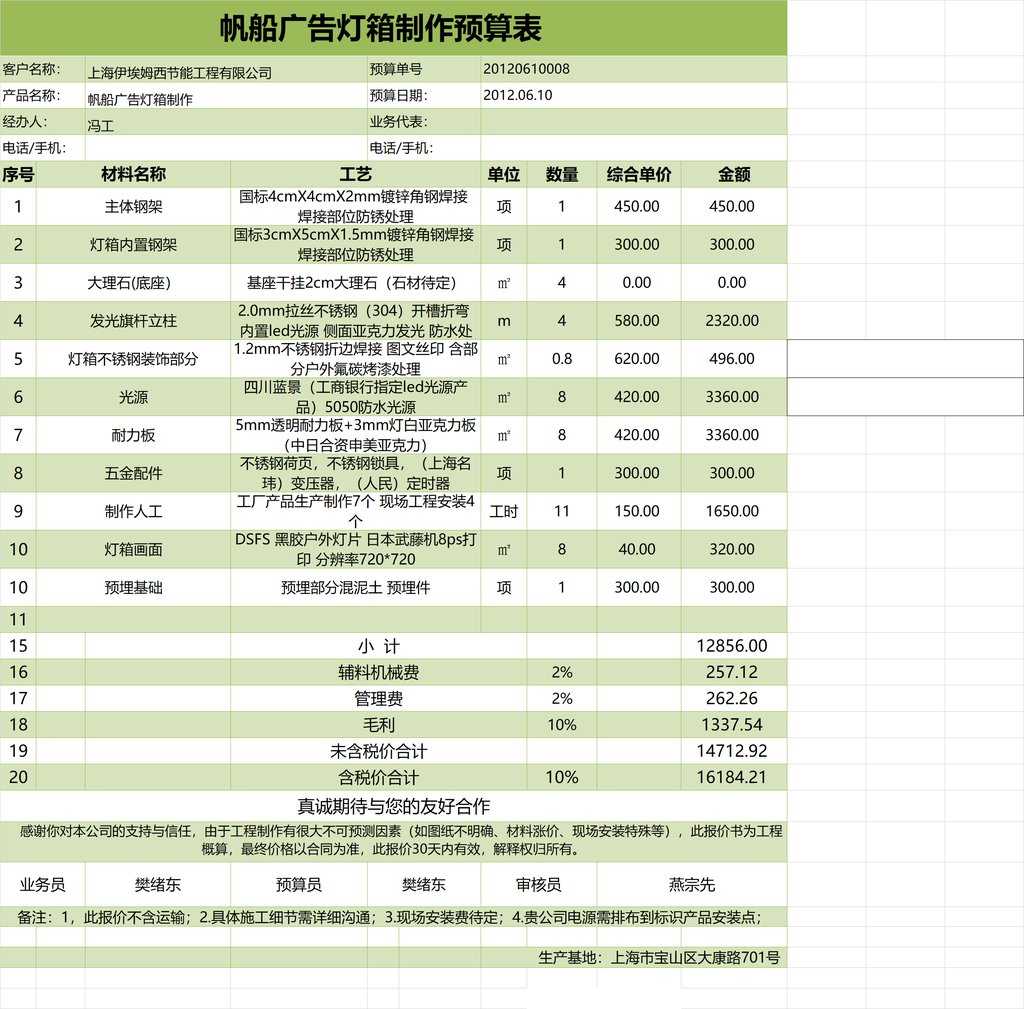 帆船广告灯箱制作预算表
客户名称： 上海伊埃姆西节能工程有限公司 预算单号 20120610008
产品名称： 帆船广告灯箱制作 预算日期： 2012.06.10
经办人： 冯工 业务代表：
电话/手机： 电话/手机：
序号 材料名称 工艺 单位 数量 综合单价 金额
1 主体钢架 国标4cmX4cmX2mm镀锌角钢焊接 项 1 450.00 450.00
焊接部位防锈处理
2 灯箱内置钢架 国标3cmX5cmX1.5mm镀锌角钢焊接 项 1 300.00 300.00
焊接部位防锈处理
3 大理石(底座） 基座干挂2cm大理石（石材待定） ㎡ 4 0.00 0.00
4 发光旗杆立柱 2.0mm拉丝不锈钢（304）开槽折弯 m 4 580.00 2320.00
内置led光源 侧面亚克力发光 防水处
5 灯箱不锈钢装饰部分 1.2mm不锈钢折边焊接 图文丝印 含部 ㎡ 0.8 620.00 496.00
分户外氟碳烤漆处理
6 光源 四川蓝景（工商银行指定led光源产 ㎡ 8 420.00 3360.00
品）5050防水光源
7 耐力板 5mm透明耐力板+3mm灯白亚克力板 ㎡ 8 420.00 3360.00
（中日合资申美亚克力）
8 五金配件 不锈钢荷页，不锈钢锁具，（上海名 项 1 300.00 300.00
玮）变压器，（人民）定时器
9 制作人工 工厂产品生产制作7个 现场工程安装4 工时 11 150.00 1650.00
个
10 灯箱画面 DSFS 黑胶户外灯片 日本武藤机8ps打 ㎡ 8 40.00 320.00
印 分辨率720*720
10 预埋基础 预埋部分混泥土 预埋件 项 1 300.00 300.00
11
15 小 计 12856.00
16 辅料机械费 2% 257.12
17 管理费 2% 262.26
18 毛利 10% 1337.54
19 未含税价合计 14712.92
20 含税价合计 10% 16184.21
真诚期待与您的友好合作
感谢你对本公司的支持与信任，由于工程制作有很大不可预测因素（如图纸不明确、材料涨价、现场安装特殊等），此报价书为工程
概算，最终价格以合同为准，此报价30天内有效，解释权归所有。
业务员 樊绪东 预算员 樊绪东 审核员 燕宗先
备注：1，此报价不含运输；2.具体施工细节需详细沟通；3.现场安装费待定；4.贵公司电源需排布到标识产品安装点；
生产基地：上海市宝山区大康路701号